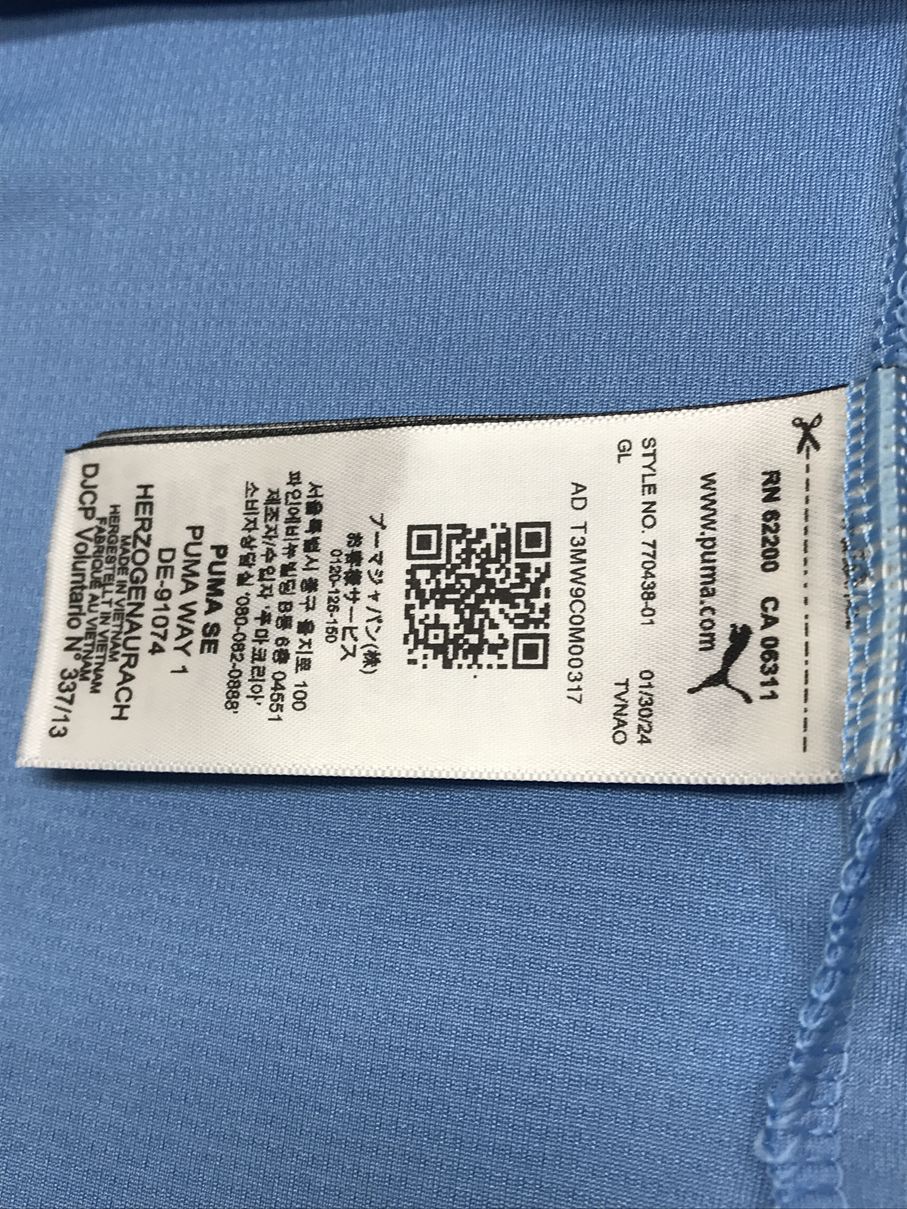 RN 62200 CA 06311
www.puma.com
STYLE NO. 770438-01 01/30/24
GL TVNAO
AD T3MW9C0M00317
プーマジャパン(株)
お客様サービス
0120-125-150
서울특별시 중구 을지로 100
파인에비뉴빌딩 B동 6층 04551
제조자/수입자 '푸마코리아'
소비자상담실 '080-082-0888'
PUMA SE
PUMA WAY 1
DE-91074
HERZOGENAURACH
MADE IN VIETNAM
HERGESTELLT IN VIETNAM
FABRIQUÉ AU VIETNAM
DJCP Voluntario N° 337/13